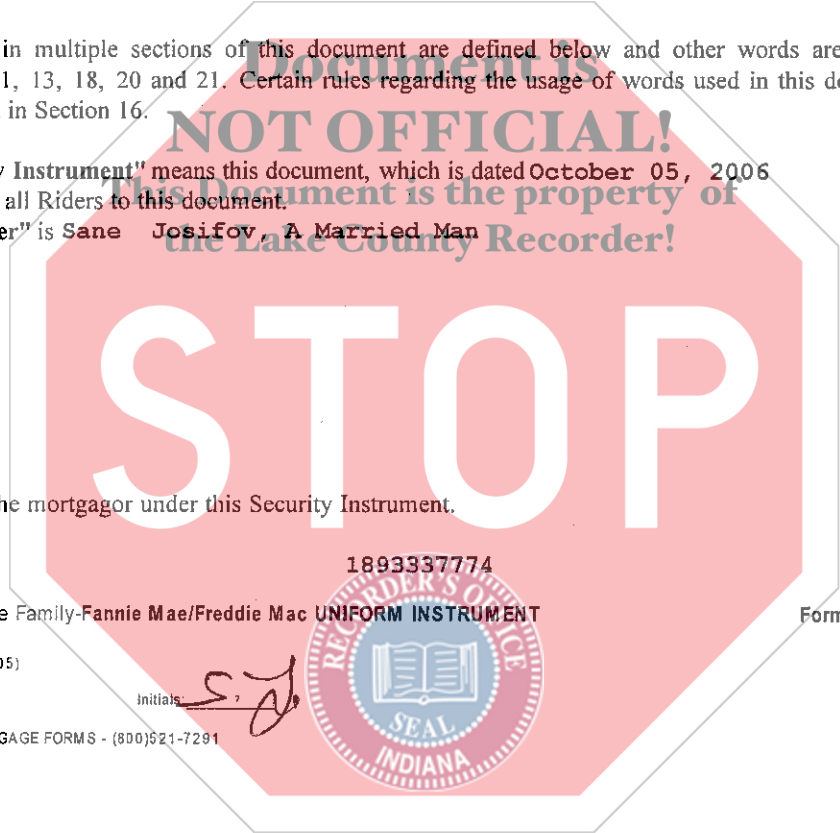 Document is
in multiple sections of this document are defined below and other words are
1, 13, 18, 20 and 21. Certain rules regarding the usage of words used in this
in Section 16.
NOT OFFICIAL!
Instrument" means this document, which is dated October 05, 2006
This Document is the property of
all Riders to this document.
er" is Sane Josifov, A Married Man
the Lake County Recorder!
STOP
he mortgagor under this Security Instrument.
1893337774
e Family-Fannie Mae/Freddie Mac UNIFORM INSTRUMENT Form
05)
Initials: S. J.
GAGE FORMS - (800)521-7291
RECORDER'S OFFICE
SEAL
INDIANA